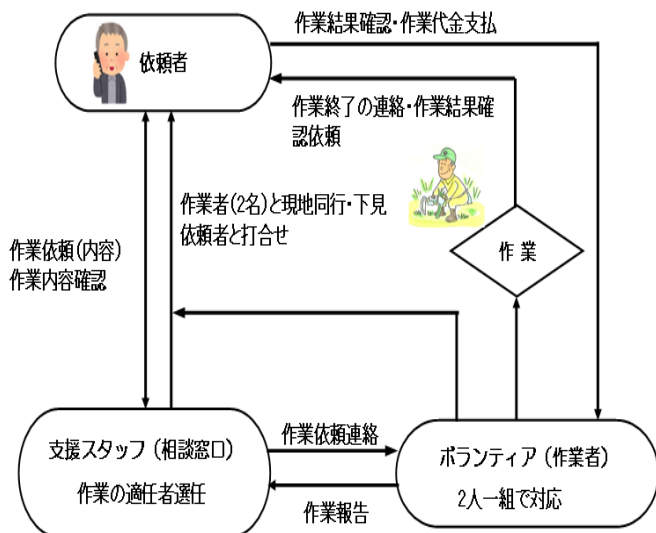 作業結果確認・作業代金支払
依頼者
作業終了の連絡・作業結果確
認依頼
作業者(2名)と現地同行・下見
依頼者と打合せ
作業依頼(内容)
作業内容確認
作業
支援スタッフ(相談窓口)
作業の適任者選任
作業依頼連絡
作業報告
ボランティア(作業者)
2人一組で対応